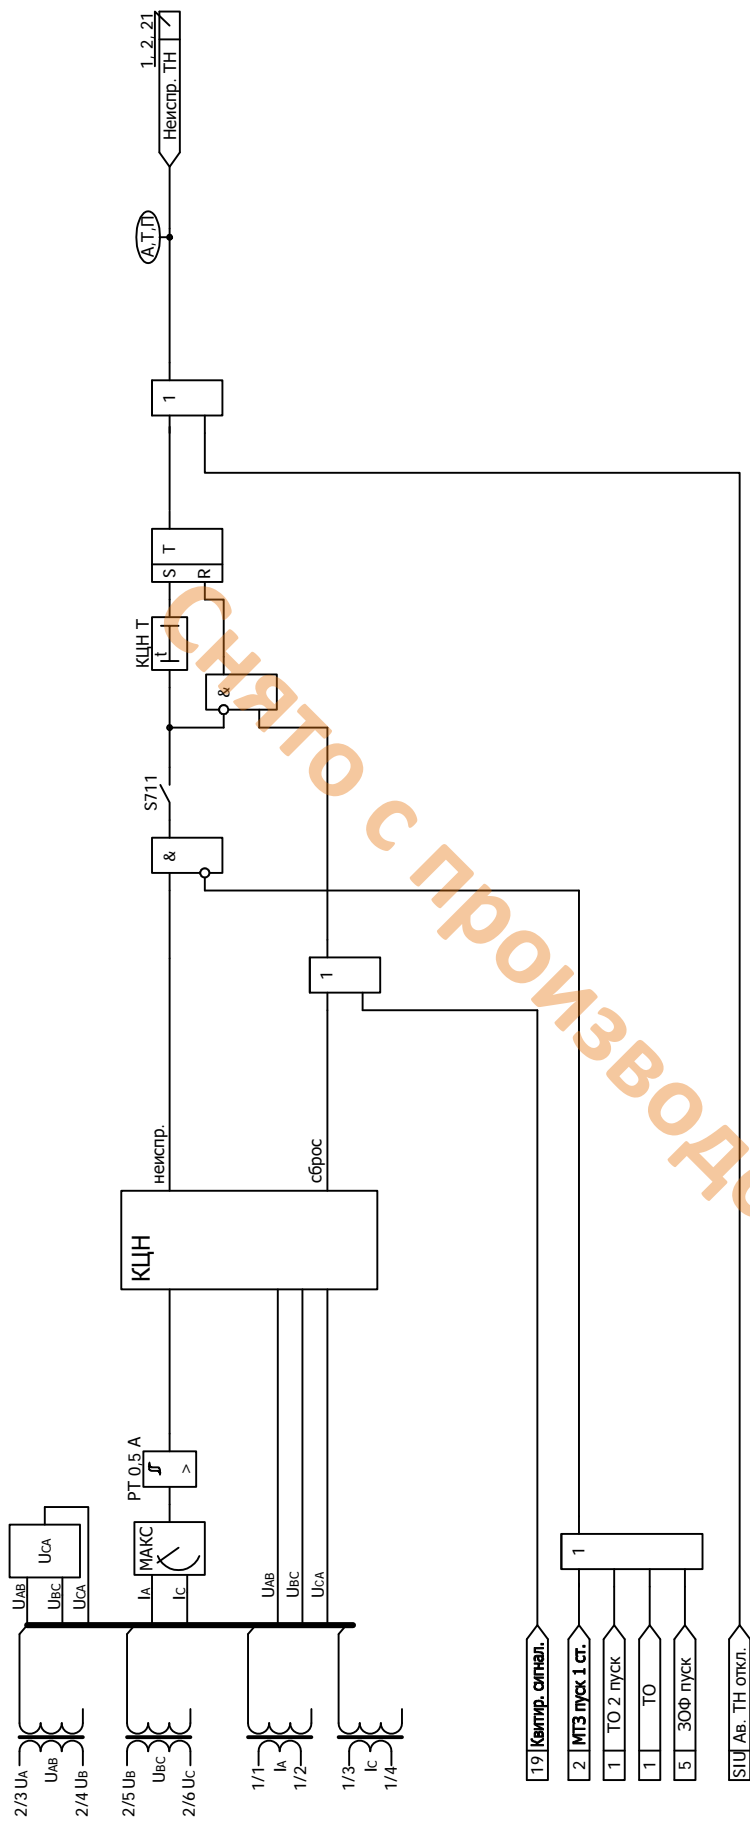 1, 2, 21
Неиспр. ТН
А,Т,П
1
S
T
R
КЦН Т
t
&
S711
&
1
неиспр.
сброс
КЦН
РТ 0,5 А
>
МАКС
IA
IC
UCA
UAB
UBC
UCA
UAB
UBC
UCA
2/3 UA
UAB
2/4 UB
2/5 UB
UBC
2/6 UC
1/1
IA
1/2
1/3
IC
1/4
1
19 Квитир. сигнал.
2 МТЗ пуск 1 ст.
1 ТО 2 пуск
1 ТО
5 ЗОФ пуск
SIU Ав. ТН откл.
Снято с произво